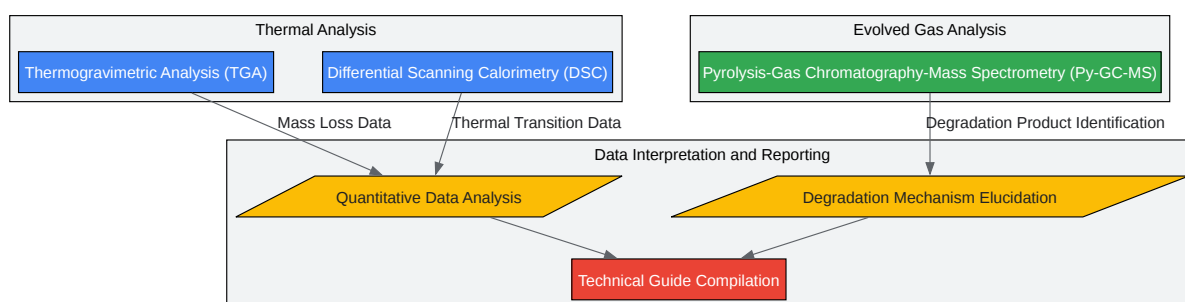 Thermal Analysis
Evolved Gas Analysis
Thermogravimetric Analysis (TGA)
Differential Scanning Calorimetry (DSC)
Pyrolysis-Gas Chromatography-Mass Spectrometry (Py-GC-MS)
Mass Loss Data
Thermal Transition Data
Degradation Product Identification
Data Interpretation and Reporting
Quantitative Data Analysis
Degradation Mechanism Elucidation
Technical Guide Compilation